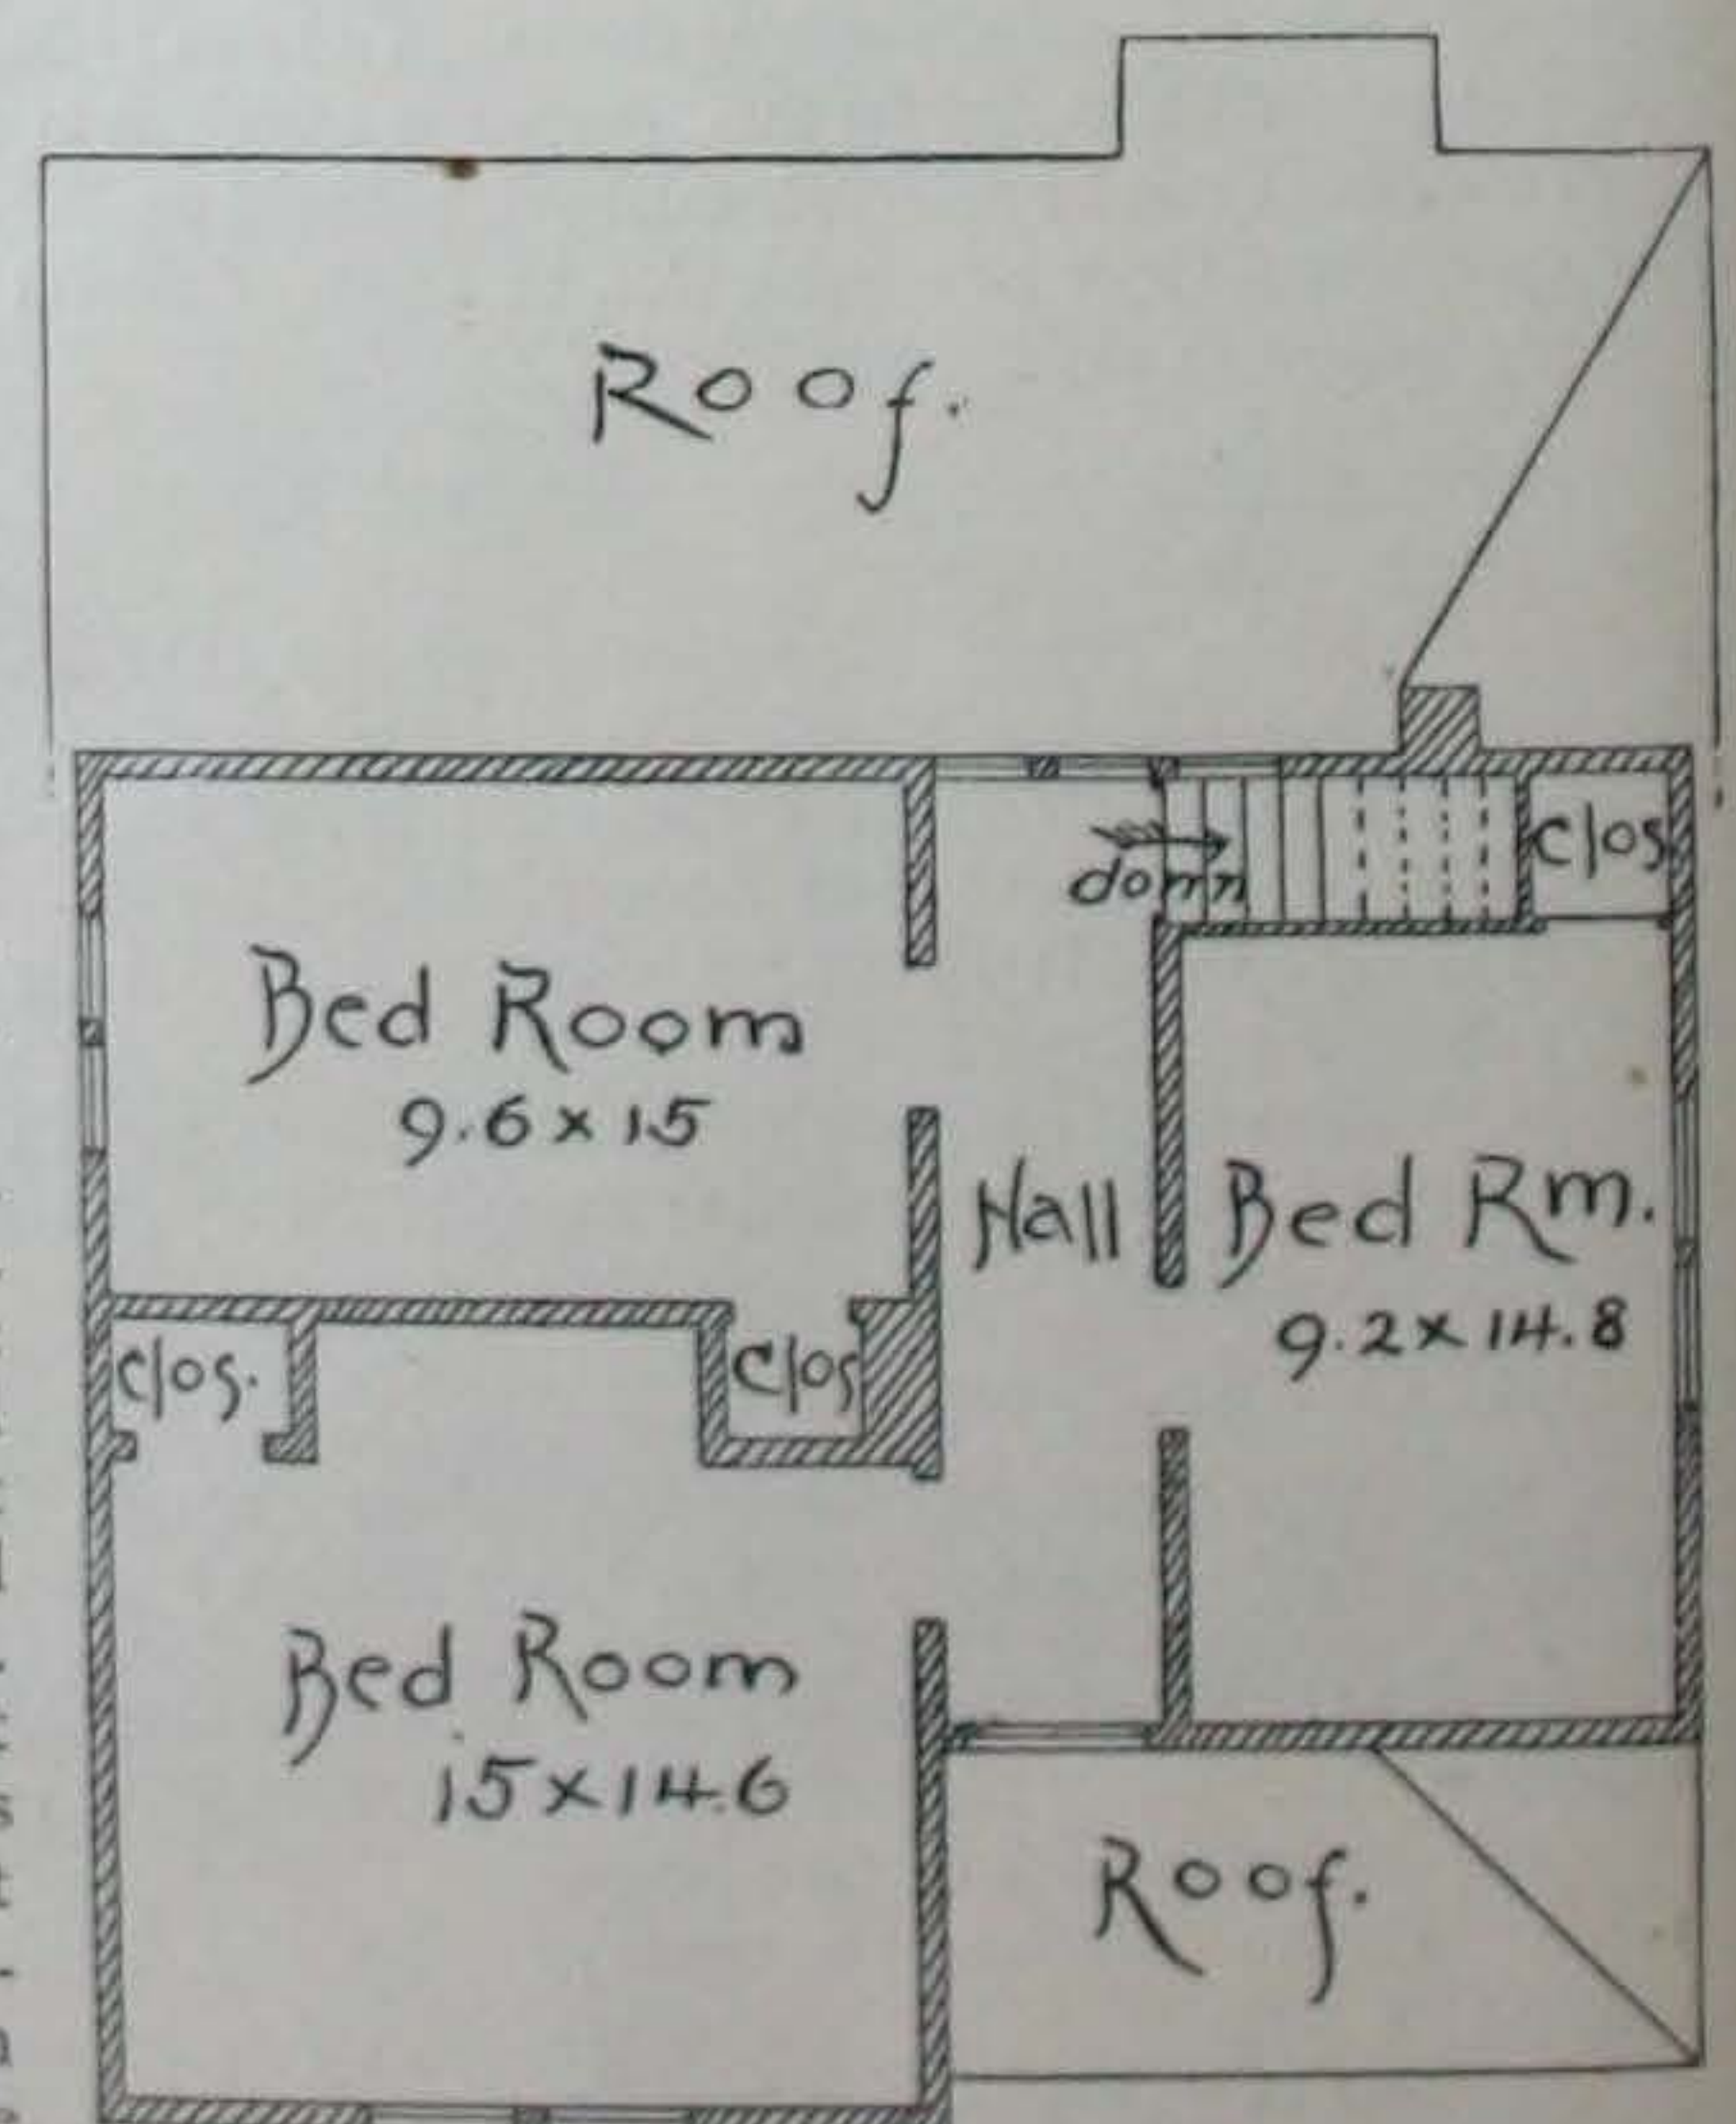 Roof.
down
Clos
Bed Room
9.6 x 15
Hall
Bed Rm.
9.2 x 14.8
Clos.
Clos
Bed Room
15 x 14.6
Roof.